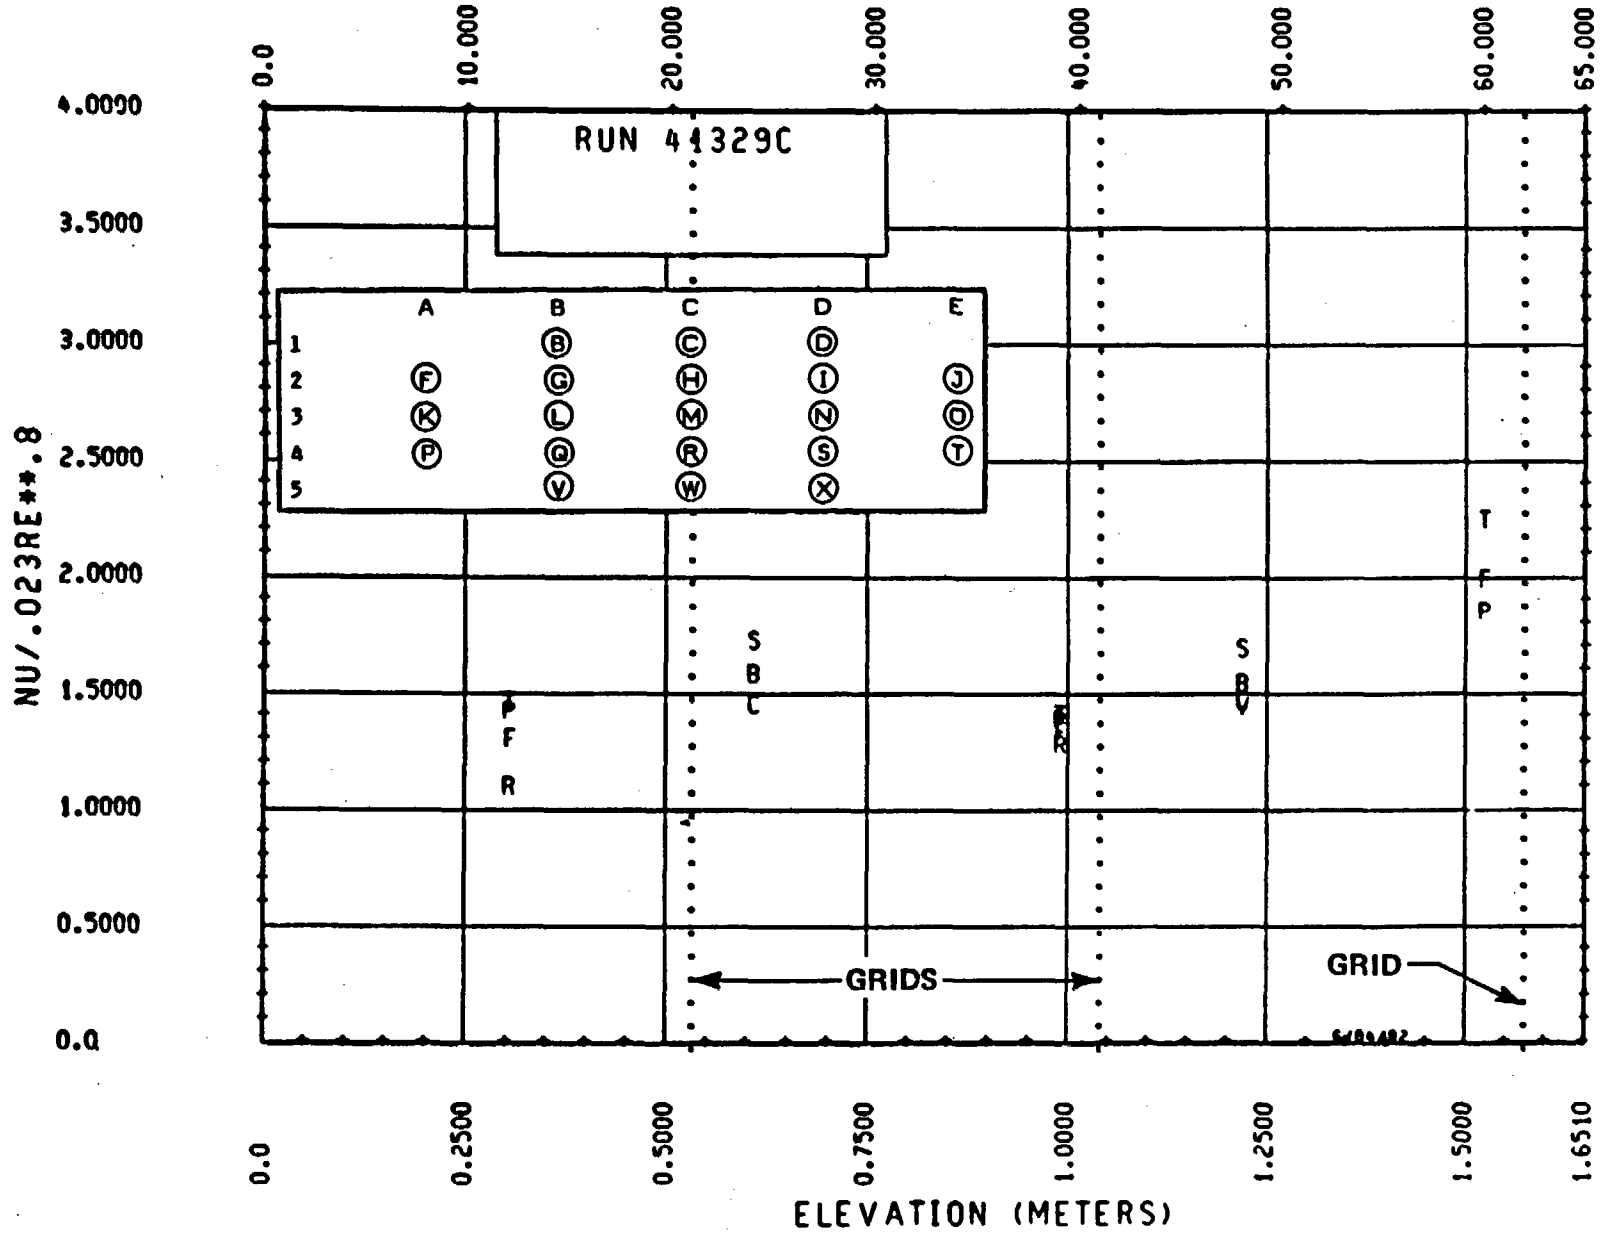 0.0 10.000 20.000 30.000 40.000 50.000 60.000 65.000
4.0000
RUN 41329C
3.5000
A B C D E
1 B C D
3.0000
2 F G H I J
3 K L M N O
4 P Q R S T
2.5000
5 V W X
NU/.023RE**.8
T
2.0000
F
P
S S
B B
1.5000
C V
P
F R
R
1.0000
0.5000
GRIDS
GRID
0.0
0.0 0.2500 0.5000 0.7500 1.0000 1.2500 1.5000 1.6510
ELEVATION (METERS)